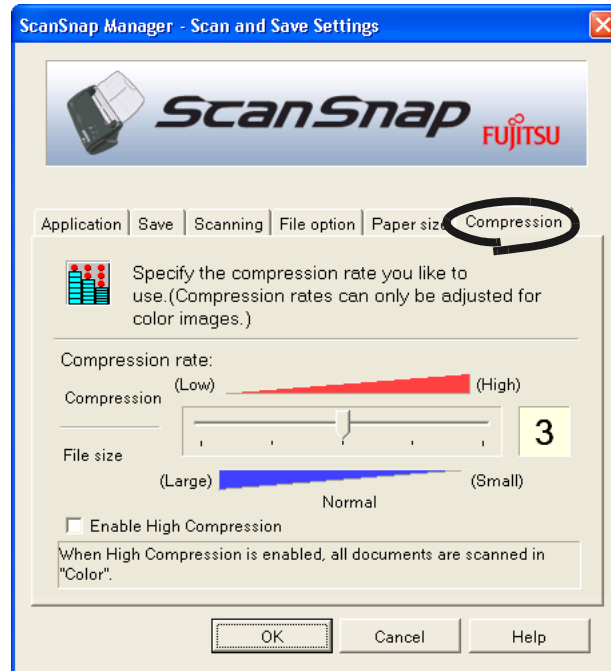 ScanSnap Manager - Scan and Save Settings
ScanSnap
FUJITSU
Application Save Scanning File option Paper size Compression
Specify the compression rate you like to
use.(Compression rates can only be adjusted for
color images.)
Compression rate:
(Low) (High)
Compression
3
File size
(Large) (Small)
Normal
Enable High Compression
When High Compression is enabled, all documents are scanned in
"Color".
OK Cancel Help